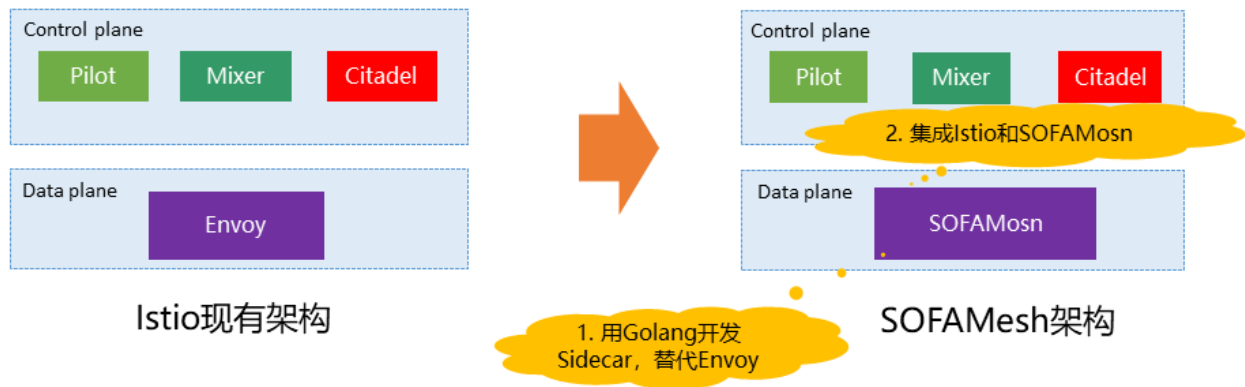 Control plane
Pilot
Mixer
Citadel
Data plane
Envoy
Istio现有架构
1. 用Golang开发
Sidecar，替代Envoy
Control plane
Pilot
Mixer
Citadel
2. 集成Istio和SOFAMosn
Data plane
SOFAMosn
SOFAMesh架构